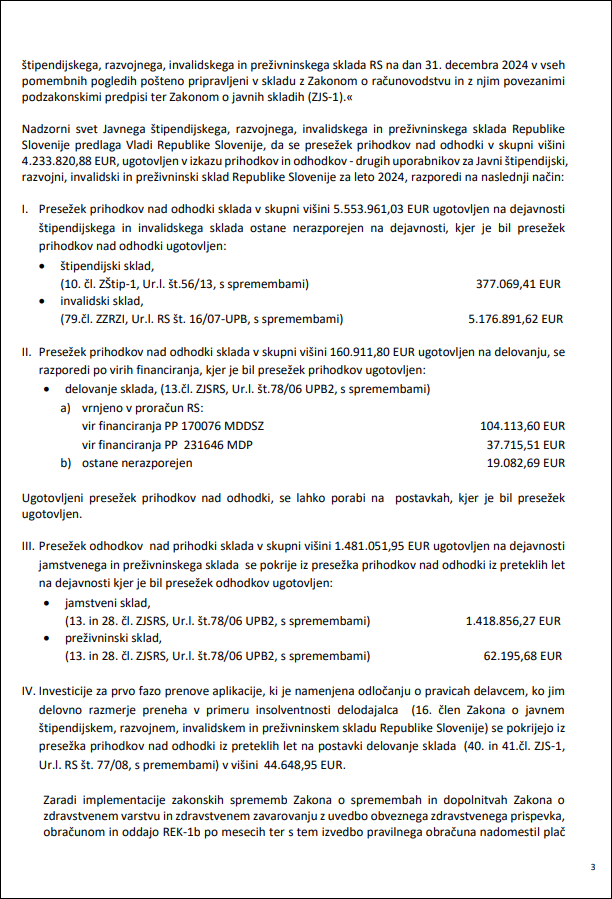 štipendijskega, razvojnega, invalidskega in preživninskega sklada RS na dan 31. decembra 2024 v vseh
pomembnih pogledih pošteno pripravljeni v skladu z Zakonom o računovodstvu in z njim povezanimi
podzakonskimi predpisi ter Zakonom o javnih skladih (ZJS-1).«
Nadzorni svet Javnega štipendijskega, razvojnega, invalidskega in preživninskega sklada Republike
Slovenije predlaga Vladi Republike Slovenije, da se presežek prihodkov nad odhodki v skupni višini
4.233.820,88 EUR, ugotovljen v izkazu prihodkov in odhodkov - drugih uporabnikov za Javni štipendijski,
razvojni, invalidski in preživninski sklad Republike Slovenije za leto 2024, razporedi na naslednji način:
I. Presežek prihodkov nad odhodki sklada v skupni višini 5.553.961,03 EUR ugotovljen na dejavnosti
štipendijskega in invalidskega sklada ostane nerazporejen na dejavnosti, kjer je bil presežek
prihodkov nad odhodki ugotovljen:
• štipendijski sklad,
(10. čl. ZŠtip-1, Ur.l. št.56/13, s spremembami) 377.069,41 EUR
• invalidski sklad,
(79.čl. ZZRZI, Ur.l. RS št. 16/07-UPB, s spremembami) 5.176.891,62 EUR
II. Presežek prihodkov nad odhodki sklada v skupni višini 160.911,80 EUR ugotovljen na delovanju, se
razporedi po virih financiranja, kjer je bil presežek prihodkov ugotovljen:
• delovanje sklada, (13.čl. ZJSRS, Ur.l. št.78/06 UPB2, s spremembami)
a) vrnjeno v proračun RS:
vir financiranja PP 170076 MDDSZ 104.113,60 EUR
vir financiranja PP 231646 MDP 37.715,51 EUR
b) ostane nerazporejen 19.082,69 EUR
Ugotovljeni presežek prihodkov nad odhodki, se lahko porabi na postavkah, kjer je bil presežek
ugotovljen.
III. Presežek odhodkov nad prihodki sklada v skupni višini 1.481.051,95 EUR ugotovljen na dejavnosti
jamstvenega in preživninskega sklada se pokrije iz presežka prihodkov nad odhodki iz preteklih let
na dejavnosti kjer je bil presežek odhodkov ugotovljen:
• jamstveni sklad,
(13. in 28. čl. ZJSRS, Ur.l. št.78/06 UPB2, s spremembami) 1.418.856,27 EUR
• preživninski sklad,
(13. in 28. čl. ZJSRS, Ur.l. št.78/06 UPB2, s spremembami) 62.195,68 EUR
IV. Investicije za prvo fazo prenove aplikacije, ki je namenjena odločanju o pravicah delavcem, ko jim
delovno razmerje preneha v primeru insolventnosti delodajalca (16. člen Zakona o javnem
štipendijskem, razvojnem, invalidskem in preživninskem skladu Republike Slovenije) se pokrijejo iz
presežka prihodkov nad odhodki iz preteklih let na postavki delovanje sklada (40. in 41.čl. ZJS-1,
Ur.l. RS št. 77/08, s premembami) v višini 44.648,95 EUR.
Zaradi implementacije zakonskih sprememb Zakona o spremembah in dopolnitvah Zakona o
zdravstvenem varstvu in zdravstvenem zavarovanju z uvedbo obveznega zdravstvenega prispevka,
obračunom in oddajo REK-1b po mesecih ter s tem izvedbo pravilnega obračuna nadomestil plač
3